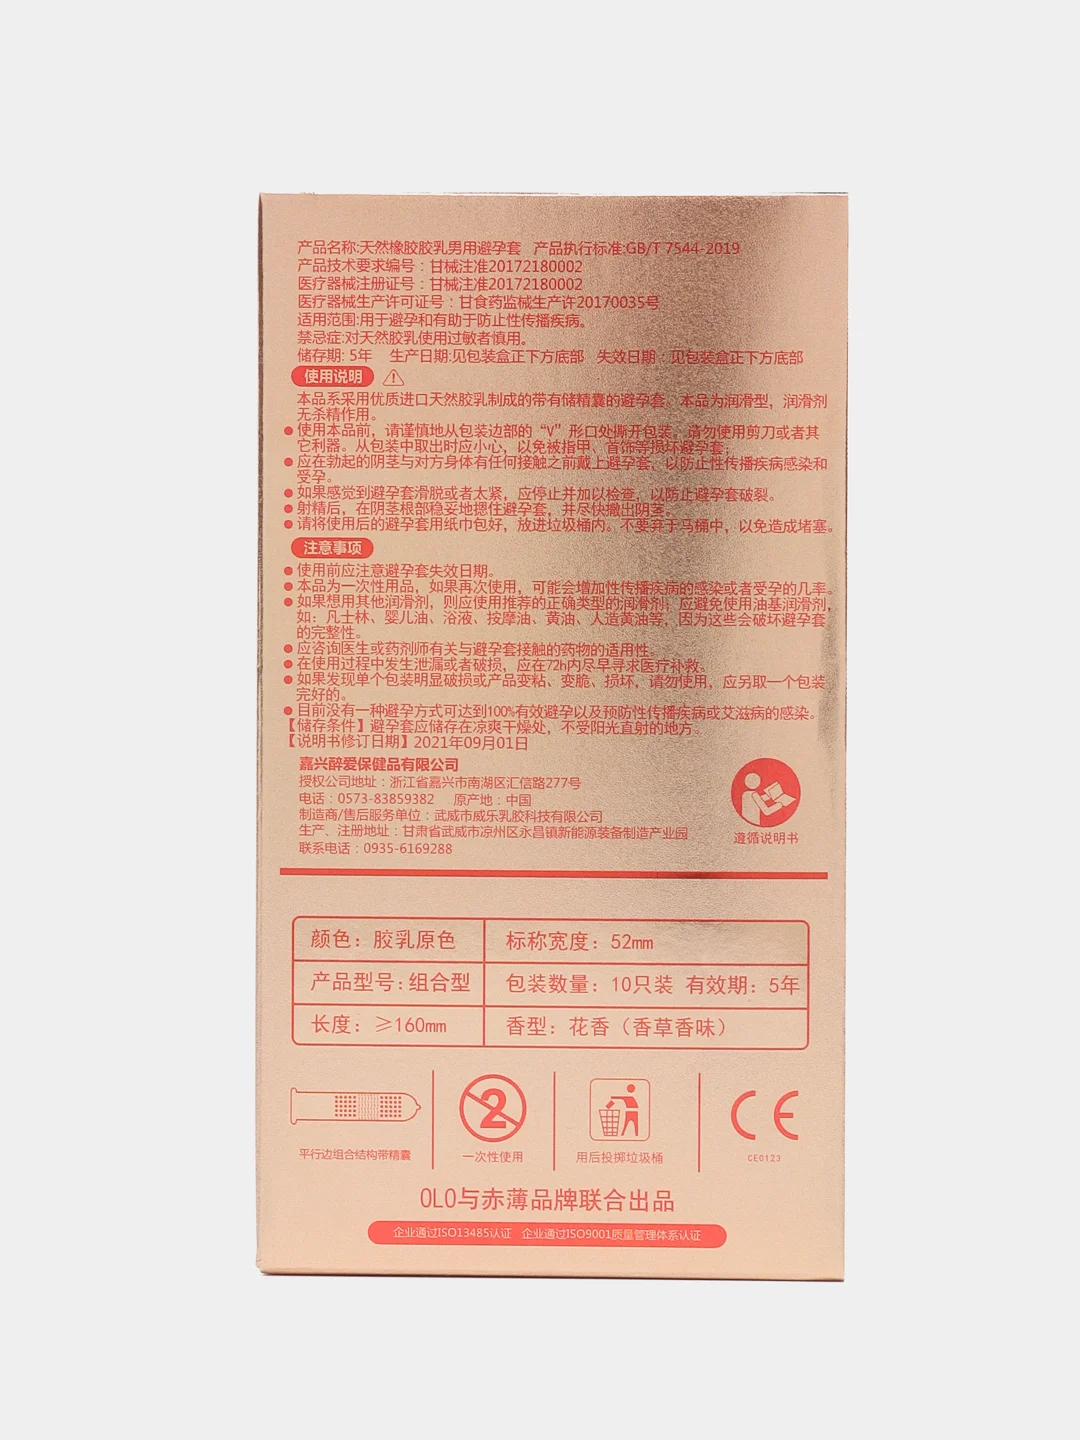 产品名称:天然橡胶胶乳男用避孕套 产品执行标准:GB/T 7544-2019
产品技术要求编号：甘械注准20172180002
医疗器械注册证号：甘械注准20172180002
医疗器械生产许可证号：甘食药监械生产许20170035号
适用范围:用于避孕和有助于防止性传播疾病。
禁忌症:对天然胶乳使用过敏者慎用。
储存期: 5年 生产日期:见包装盒正下方底部 失效日期：见包装盒正下方底部
使用说明
本品系采用优质进口天然胶乳制成的带有储精囊的避孕套。本品为润滑型，润滑剂
无杀精作用。
●使用本品前，请谨慎地从包装边部的“V”形口处撕开包装。请勿使用剪刀或者其
它利器。从包装中取出时应小心，以免被指甲、首饰等损坏避孕套；
●应在勃起的阴茎与对方身体有任何接触之前戴上避孕套，以防止性传播疾病感染和
受孕。
●如果感觉到避孕套滑脱或者太紧，应停止并加以检查，以防止避孕套破裂。
●射精后，在阴茎根部稳妥地摁住避孕套，并尽快撤出阴茎。
●请将使用后的避孕套用纸巾包好，放进垃圾桶内。不要弃于马桶中，以免造成堵塞。
注意事项
●使用前应注意避孕套失效日期。
●本品为一次性用品，如果再次使用，可能会增加性传播疾病的感染或者受孕的几率。
●如果想用其他润滑剂，则应使用推荐的正确类型的润滑剂；应避免使用油基润滑剂，
如：凡士林、婴儿油、浴液、按摩油、黄油、人造黄油等，因为这些会破坏避孕套
的完整性。
●应咨询医生或药剂师有关与避孕套接触的药物的适用性。
●在使用过程中发生泄漏或者破损，应在72h内尽早寻求医疗补救。
●如果发现单个包装明显破损或产品变粘、变脆、损坏，请勿使用，应另取一个包装
完好的。
●目前没有一种避孕方式可达到100%有效避孕以及预防性传播疾病或艾滋病的感染。
【储存条件】避孕套应储存在凉爽干燥处，不受阳光直射的地方。
【说明书修订日期】2021年09月01日
嘉兴醉爱保健品有限公司
授权公司地址：浙江省嘉兴市南湖区汇信路277号
电话：0573-83859382 原产地：中国
制造商/售后服务单位：武威市威乐乳胶科技有限公司
生产、注册地址：甘肃省武威市凉州区永昌镇新能源装备制造产业园
联系电话：0935-6169288
遵循说明书
颜色：胶乳原色 标称宽度：52mm
产品型号:组合型 包装数量：10只装 有效期：5年
长度：≥160mm 香型：花香（香草香味）
平行边组合结构带精囊
2
一次性使用
用后投掷垃圾桶
CE
CE0123
OLO与赤薄品牌联合出品
企业通过ISO13485认证 企业通过ISO9001质量管理体系认证